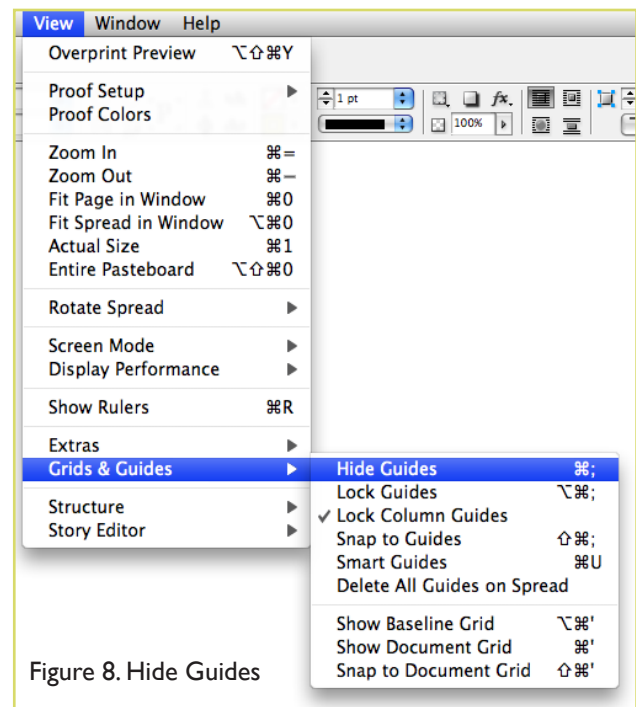 View Window Help
Overprint Preview ⌥⇧⌘Y
Proof Setup ▶
Proof Colors
1 pt
fx.
100%
Zoom In ⌘=
Zoom Out ⌘−
Fit Page in Window ⌘0
Fit Spread in Window ⌥⌘0
Actual Size ⌘1
Entire Pasteboard ⌥⇧⌘0
Rotate Spread ▶
Screen Mode ▶
Display Performance ▶
Show Rulers ⌘R
Extras ▶
Grids & Guides ▶
Structure ▶
Story Editor ▶
Hide Guides ⌘;
Lock Guides ⌥⌘;
✓ Lock Column Guides
Snap to Guides ⇧⌘;
Smart Guides ⌘U
Delete All Guides on Spread
Show Baseline Grid ⌥⌘'
Show Document Grid ⌘'
Snap to Document Grid ⇧⌘'
Figure 8. Hide Guides